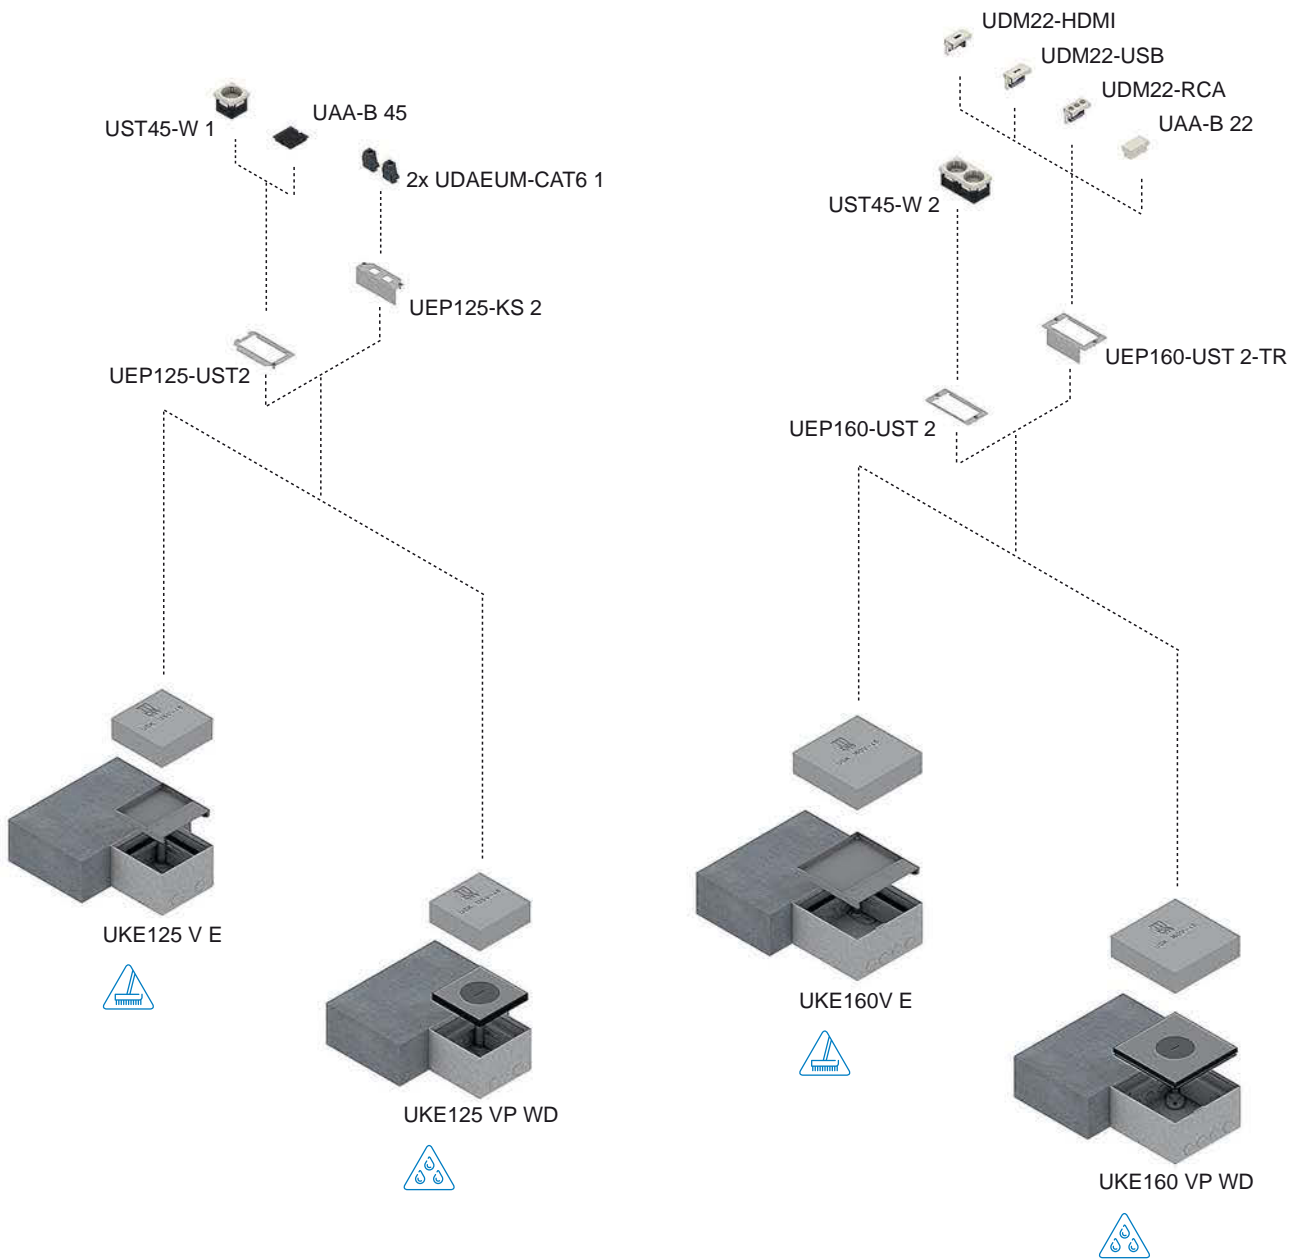 UDM22-HDMI
UDM22-USB
UDM22-RCA
UAA-B 22
UAA-B 45
UST45-W 1
2x UDAEUM-CAT6 1
UST45-W 2
UEP125-KS 2
UEP160-UST 2-TR
UEP125-UST2
UEP160-UST 2
UKE125 V E
UKE160V E
UKE125 VP WD
UKE160 VP WD